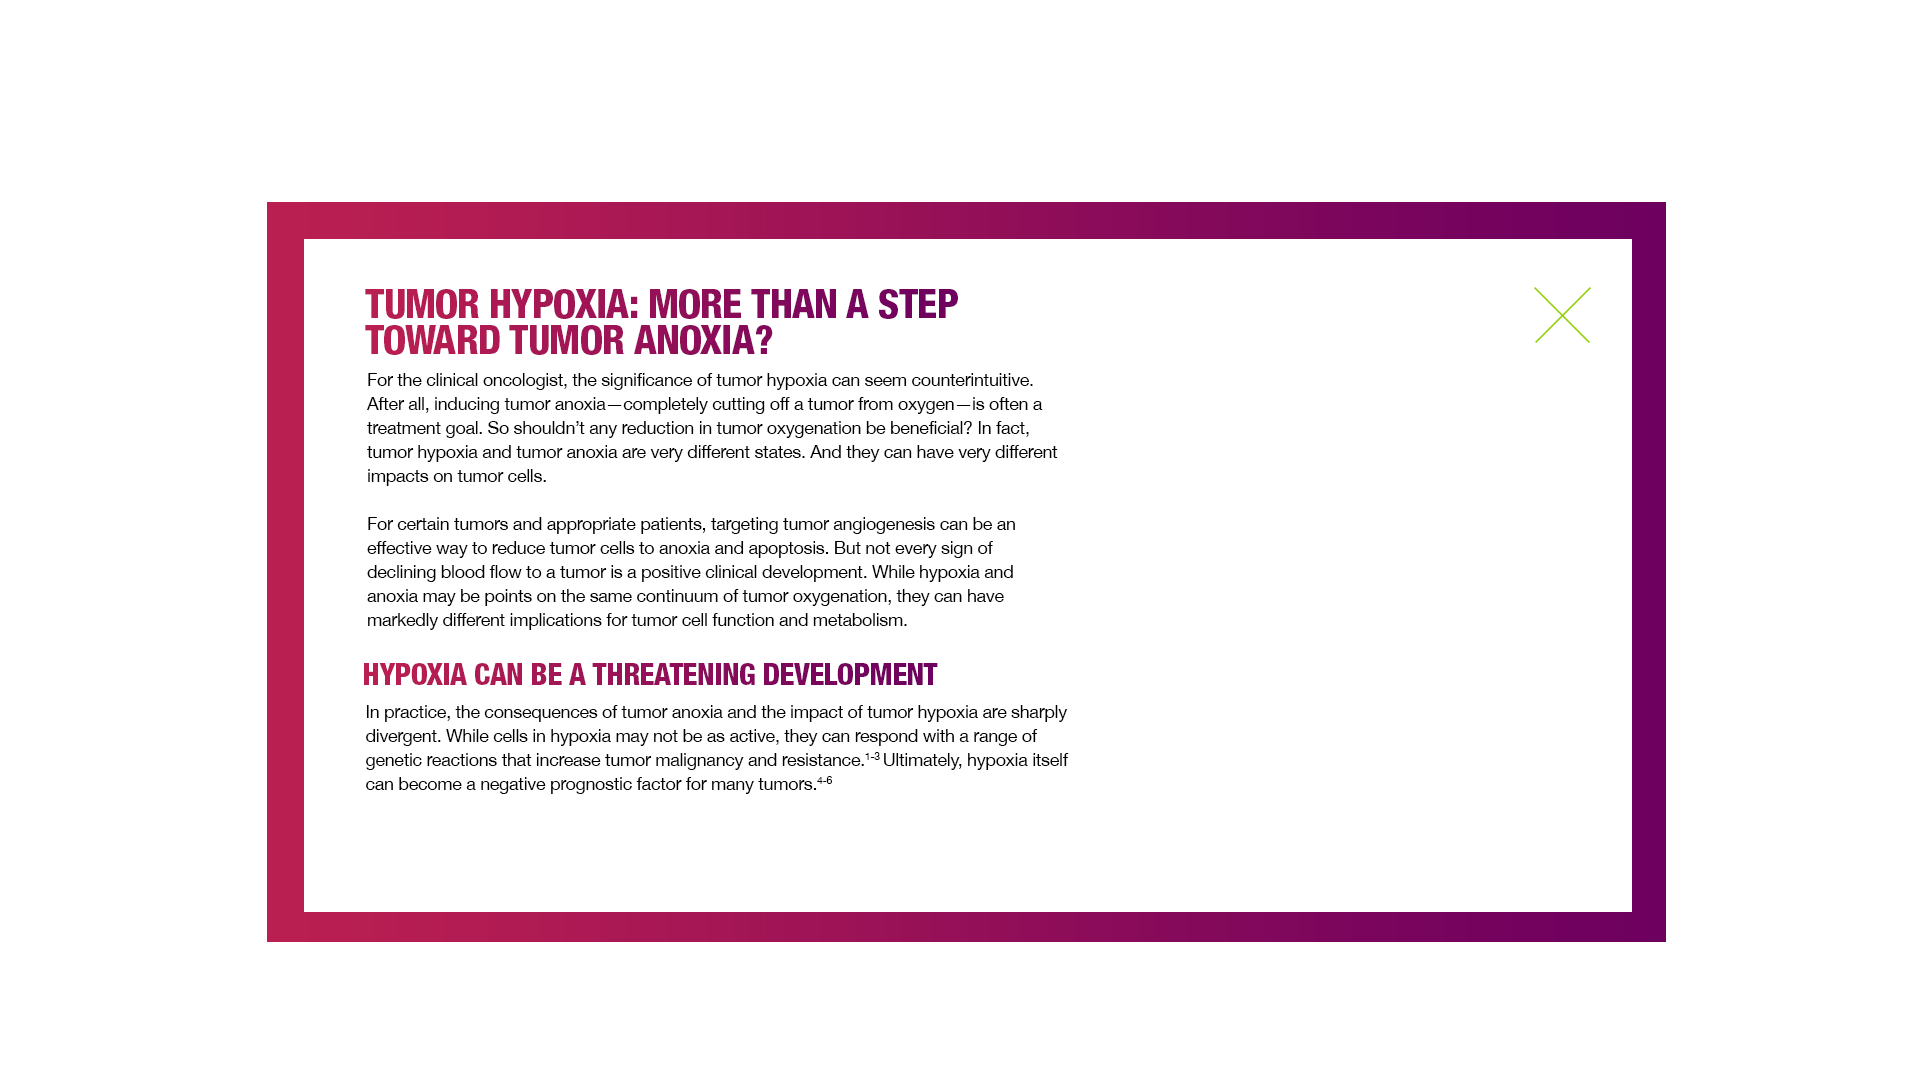 TUMOR HYPOXIA: MORE THAN A STEP
TOWARD TUMOR ANOXIA?
For the clinical oncologist, the significance of tumor hypoxia can seem counterintuitive.
After all, inducing tumor anoxia—completely cutting off a tumor from oxygen—is often a
treatment goal. So shouldn’t any reduction in tumor oxygenation be beneficial? In fact,
tumor hypoxia and tumor anoxia are very different states. And they can have very different
impacts on tumor cells.
For certain tumors and appropriate patients, targeting tumor angiogenesis can be an
effective way to reduce tumor cells to anoxia and apoptosis. But not every sign of
declining blood flow to a tumor is a positive clinical development. While hypoxia and
anoxia may be points on the same continuum of tumor oxygenation, they can have
markedly different implications for tumor cell function and metabolism.
HYPOXIA CAN BE A THREATENING DEVELOPMENT
In practice, the consequences of tumor anoxia and the impact of tumor hypoxia are sharply
divergent. While cells in hypoxia may not be as active, they can respond with a range of
genetic reactions that increase tumor malignancy and resistance.1-3 Ultimately, hypoxia itself
can become a negative prognostic factor for many tumors.4-6